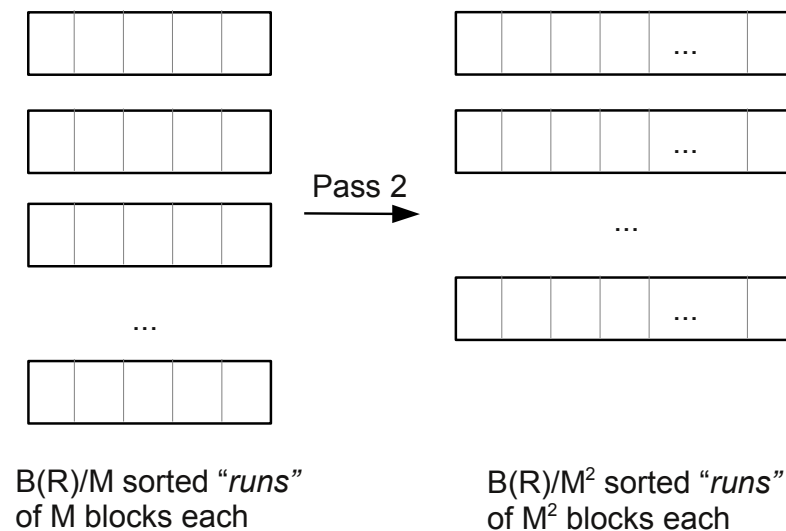 ...
...
Pass 2
...
...
...
B(R)/M sorted “runs”
of M blocks each
B(R)/M² sorted “runs”
of M² blocks each